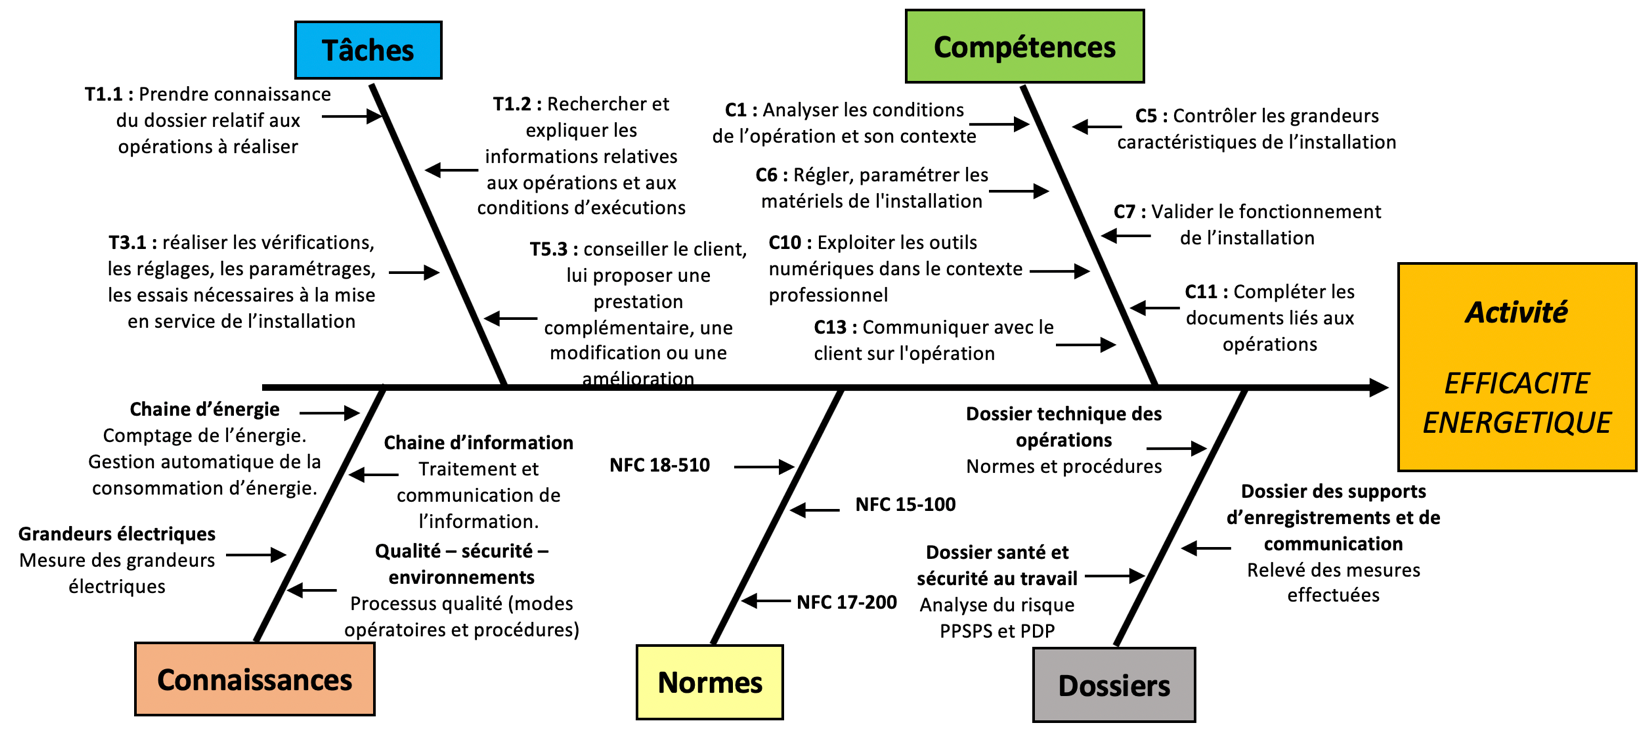 Tâches
T1.1 : Prendre connaissance
du dossier relatif aux
opérations à réaliser
T1.2 : Rechercher et
expliquer les
informations relatives
aux opérations et aux
conditions d’exécutions
T3.1 : réaliser les vérifications,
les réglages, les paramétrages,
les essais nécessaires à la mise
en service de l’installation
T5.3 : conseiller le client,
lui proposer une
prestation
complémentaire, une
modification ou une
amélioration
Compétences
C1 : Analyser les conditions
de l’opération et son contexte
C5 : Contrôler les grandeurs
caractéristiques de l’installation
C6 : Régler, paramétrer les
matériels de l'installation
C7 : Valider le fonctionnement
de l’installation
C10 : Exploiter les outils
numériques dans le contexte
professionnel
C11 : Compléter les
documents liés aux
opérations
C13 : Communiquer avec le
client sur l'opération
Activité
EFFICACITE
ENERGETIQUE
Chaine d’énergie
Comptage de l’énergie.
Gestion automatique de la
consommation d’énergie.
Chaine d’information
Traitement et
communication de
l’information.
Grandeurs électriques
Mesure des grandeurs
électriques
Qualité – sécurité –
environnements
Processus qualité (modes
opératoires et procédures)
Connaissances
NFC 18-510
NFC 15-100
NFC 17-200
Normes
Dossier technique des
opérations
Normes et procédures
Dossier des supports
d’enregistrements et de
communication
Relevé des mesures
effectuées
Dossier santé et
sécurité au travail
Analyse du risque
PPSPS et PDP
Dossiers